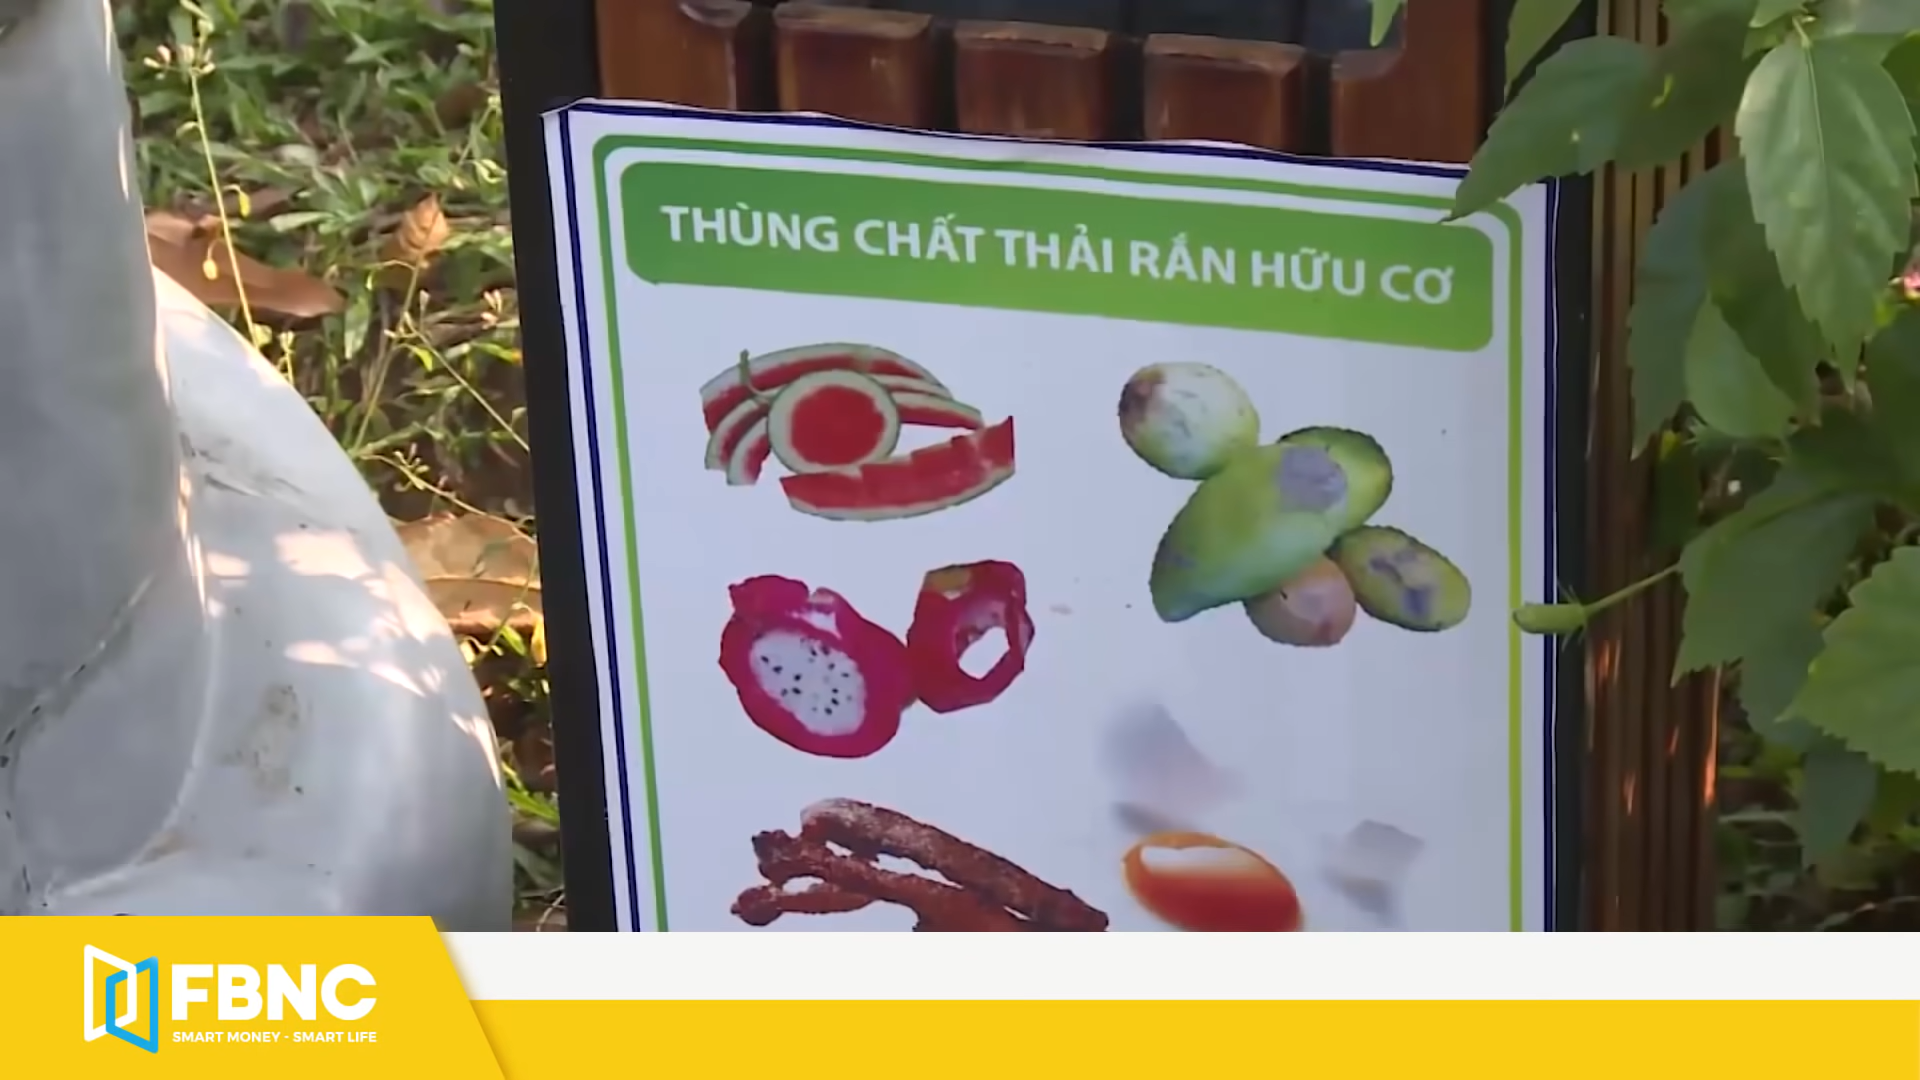 THÙNG CHẤT THẢI RẮN HỮU CƠ
FBNC
SMART MONEY - SMART LIFE